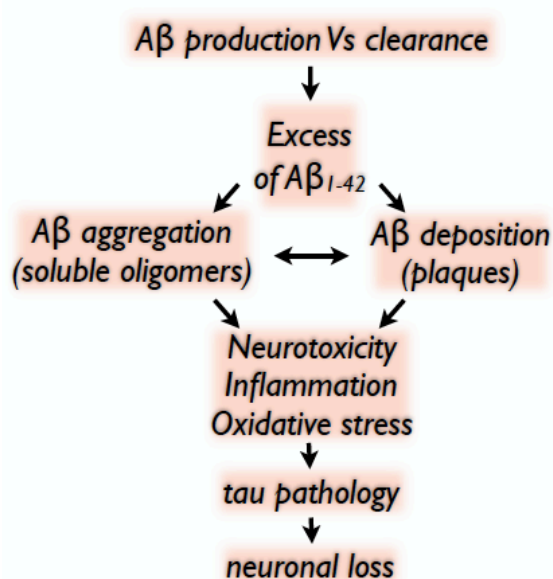 Aβ production Vs clearance
Excess
of Aβ1-42
Aβ aggregation
(soluble oligomers)
Aβ deposition
(plaques)
Neurotoxicity
Inflammation
Oxidative stress
tau pathology
neuronal loss